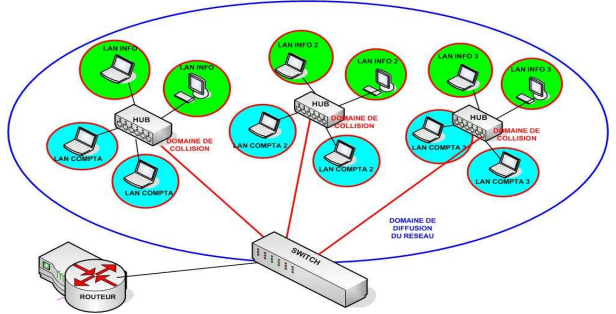 LAN INFO
LAN INFO
HUB
DOMAINE DE
COLLISION
LAN COMPTA
LAN COMPTA
LAN INFO 2
LAN INFO 2
HUB
DOMAINE DE
COLLISION
LAN COMPTA 2
LAN COMPTA 2
LAN INFO 3
LAN INFO 3
HUB
DOMAINE DE
COLLISION
LAN COMPTA 3
LAN COMPTA 3
DOMAINE DE
DIFFUSION
DU RESEAU
SWITCH
ROUTEUR